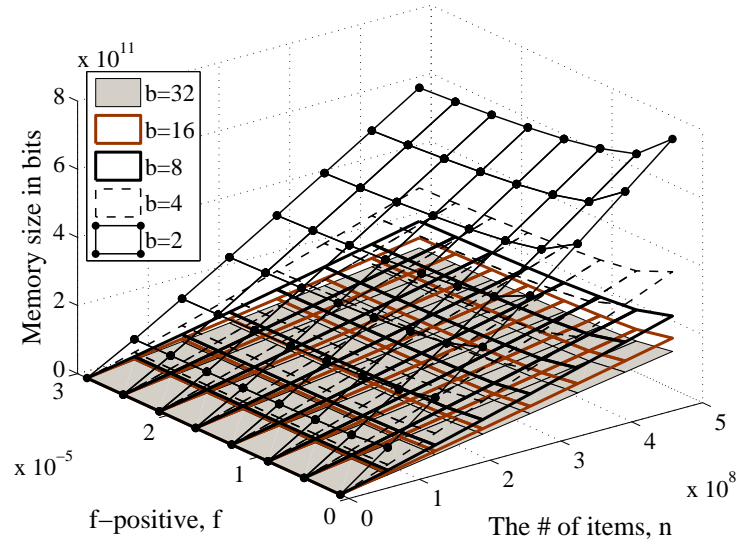 x 10^11
8
6
4
2
0
Memory size in bits
b=32
b=16
b=8
b=4
b=2
3
2
1
0
x 10^-5
f−positive, f
0
1
2
3
4
5
x 10^8
The # of items, n